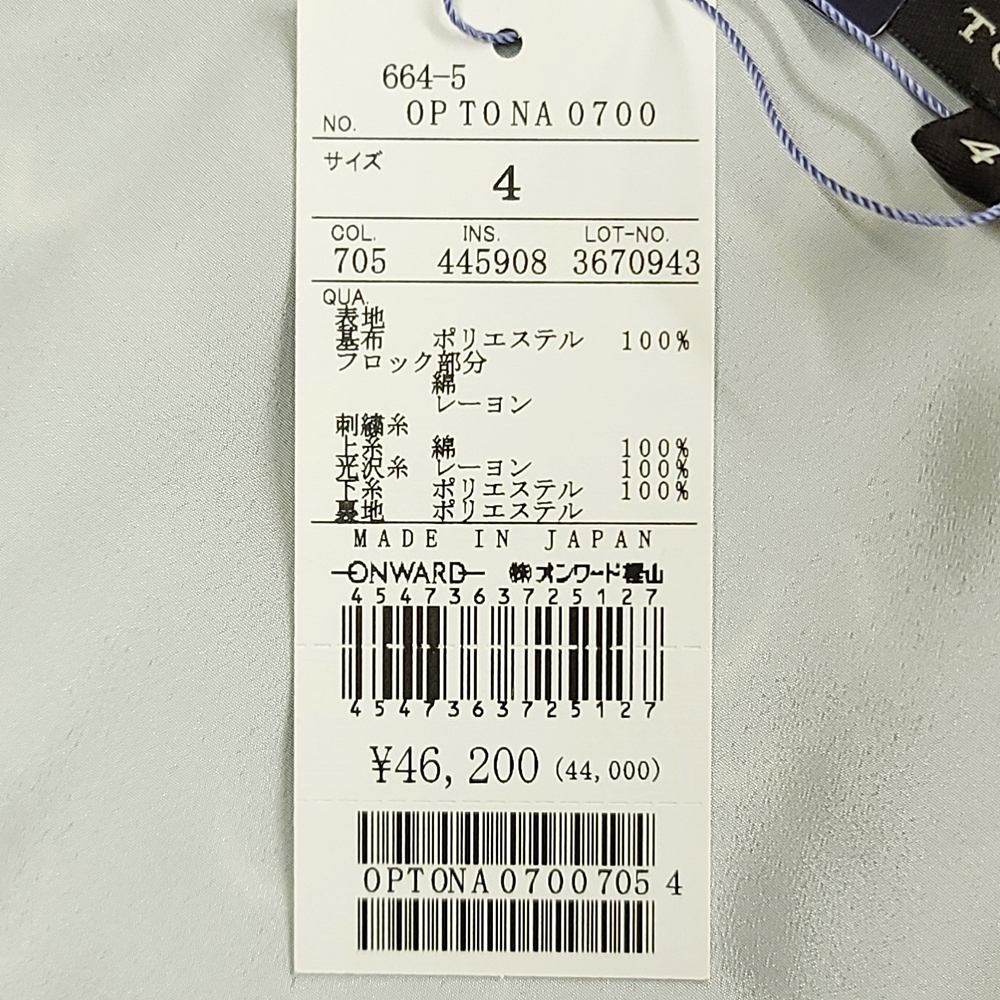 664-5
NO. OPTONA0700
サイズ
4
COL. INS. LOT-NO.
705 445908 3670943
QUA.
表地
基布 ポリエステル 100%
フロック部分
綿
レーヨン
刺繍糸
上糸 綿 100%
光沢糸 レーヨン 100%
下糸 ポリエステル 100%
裏地 ポリエステル
MADE IN JAPAN
ONWARD ㈱オンワード樫山
4547363725127
4547363725127
¥46,200 (44,000)
OPTONA0700705 4
TO
4